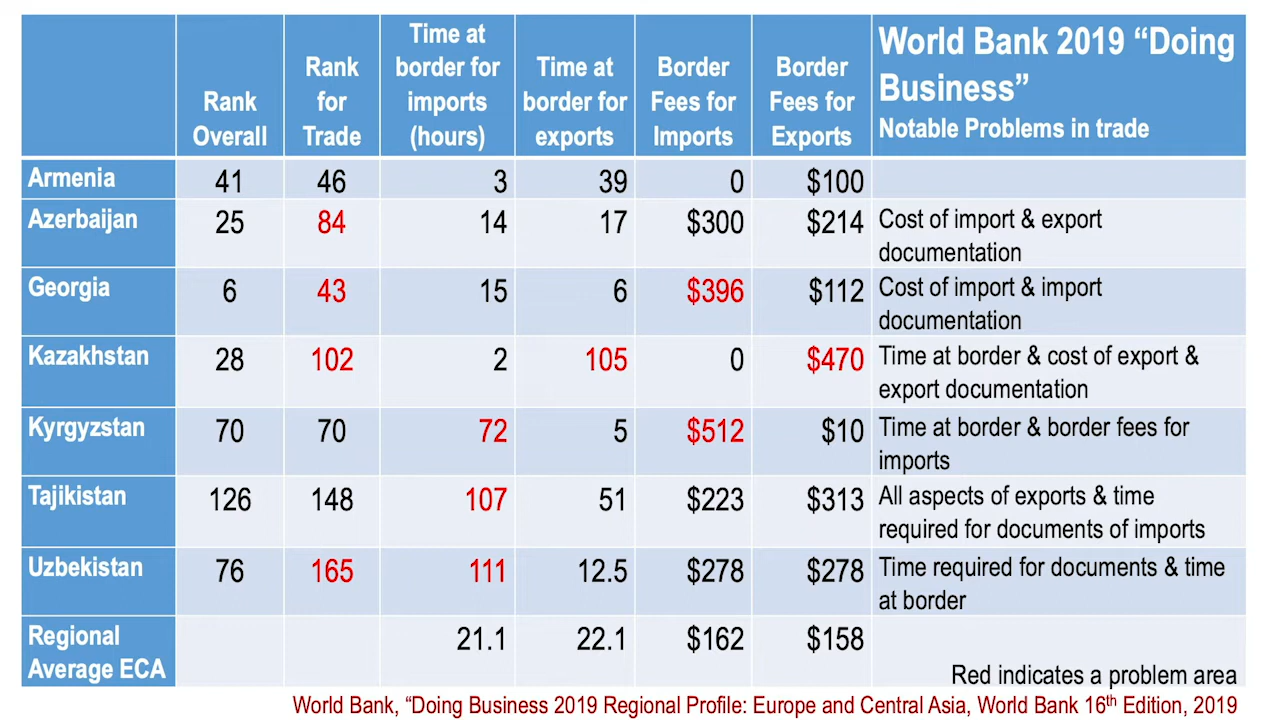 Rank Overall
Rank for Trade
Time at border for imports (hours)
Time at border for exports
Border Fees for Imports
Border Fees for Exports
World Bank 2019 “Doing Business”
Notable Problems in trade
Armenia 41 46 3 39 0 $100
Azerbaijan 25 84 14 17 $300 $214 Cost of import & export
documentation
Georgia 6 43 15 6 $396 $112 Cost of import & import
documentation
Kazakhstan 28 102 2 105 0 $470 Time at border & cost of export &
export documentation
Kyrgyzstan 70 70 72 5 $512 $10 Time at border & border fees for
imports
Tajikistan 126 148 107 51 $223 $313 All aspects of exports & time
required for documents of imports
Uzbekistan 76 165 111 12.5 $278 $278 Time required for documents & time
at border
Regional
Average ECA 21.1 22.1 $162 $158
Red indicates a problem area
World Bank, “Doing Business 2019 Regional Profile: Europe and Central Asia, World Bank 16th Edition, 2019